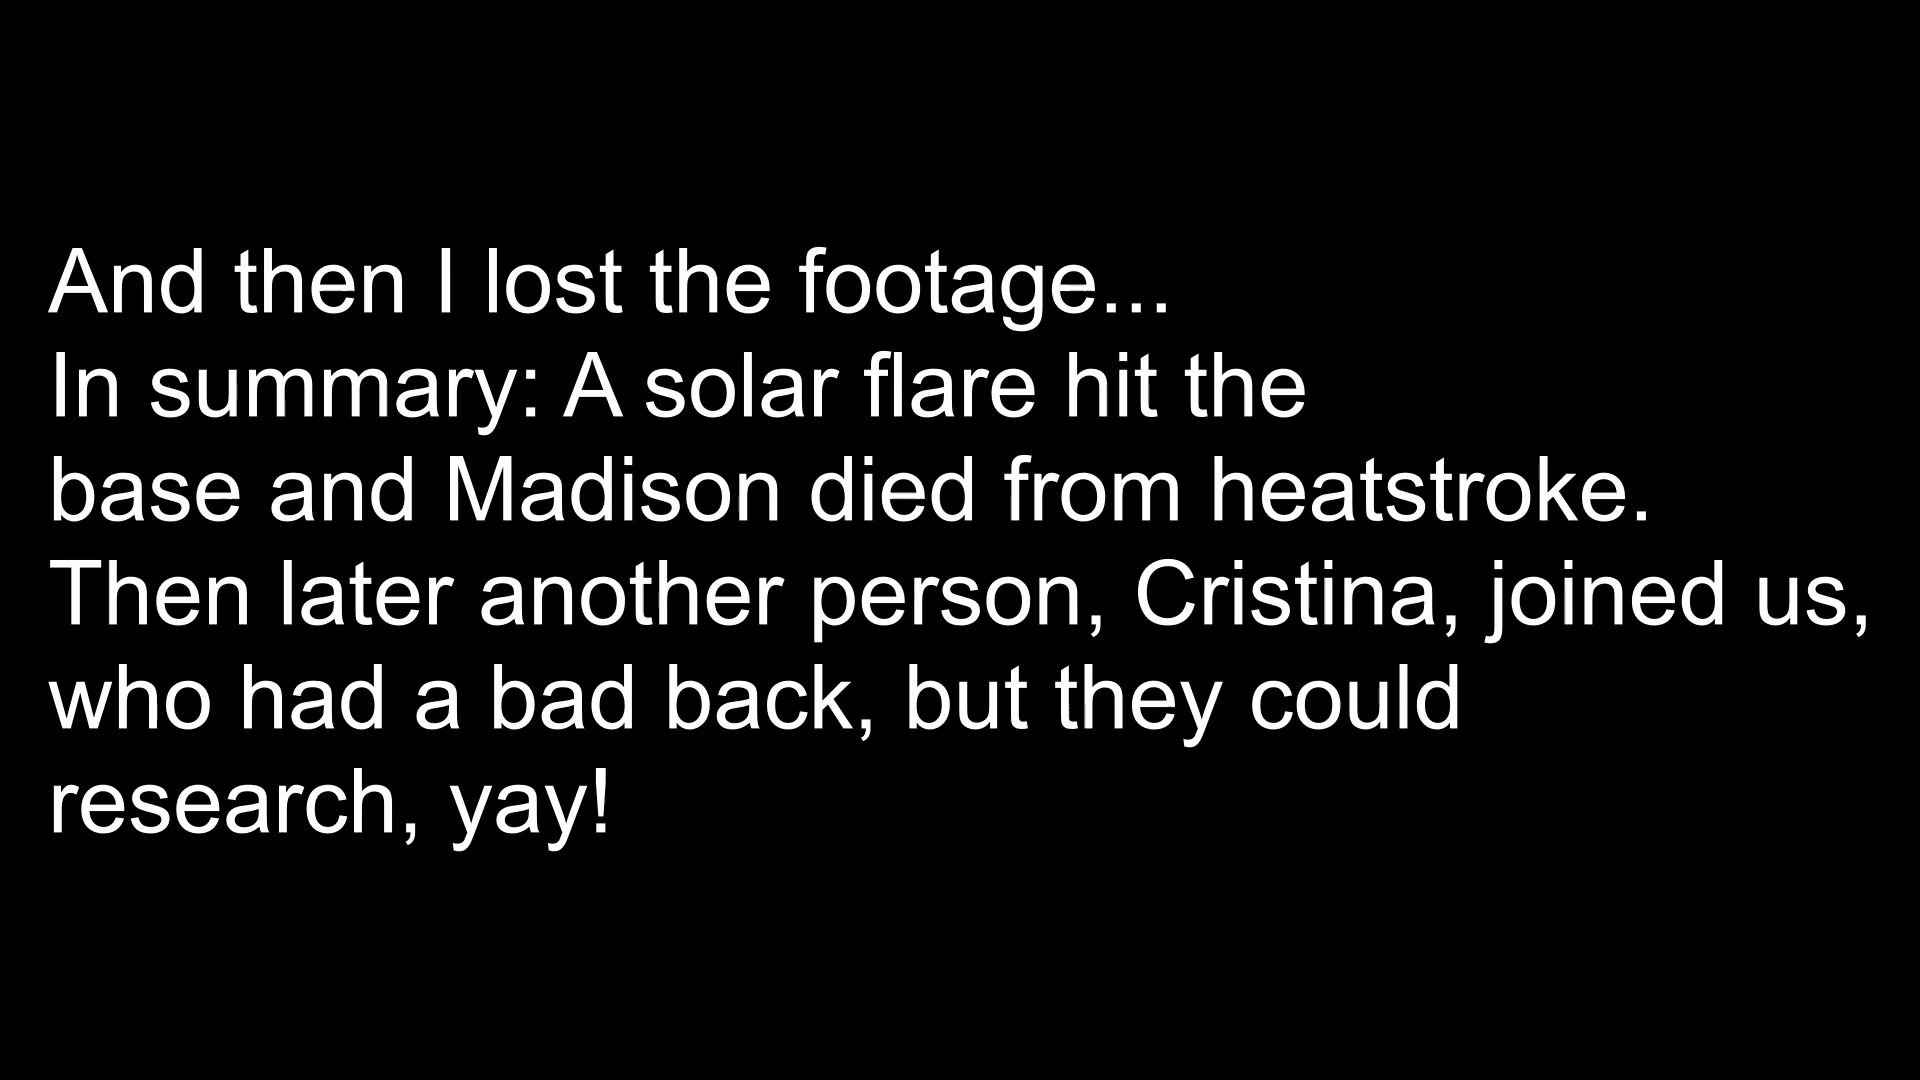 And then I lost the footage...
In summary: A solar flare hit the
base and Madison died from heatstroke.
Then later another person, Cristina, joined us,
who had a bad back, but they could
research, yay!